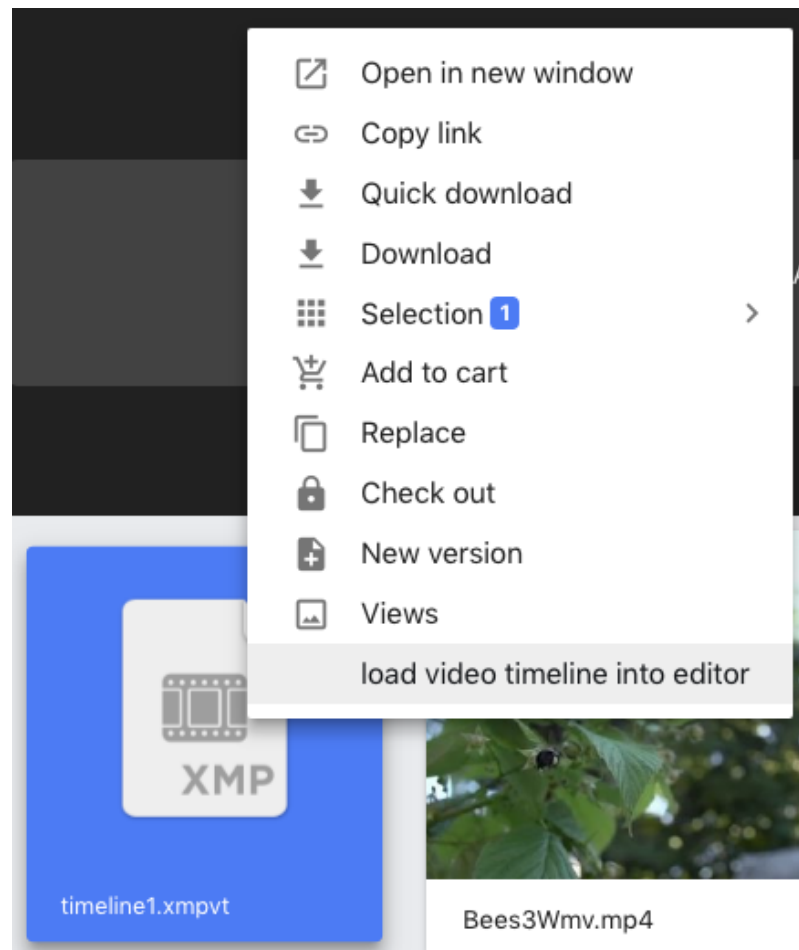 Open in new window
Copy link
Quick download
Download
Selection 1
Add to cart
Replace
Check out
New version
Views
load video timeline into editor
XMP
timeline1.xmpvt
Bees3Wmv.mp4